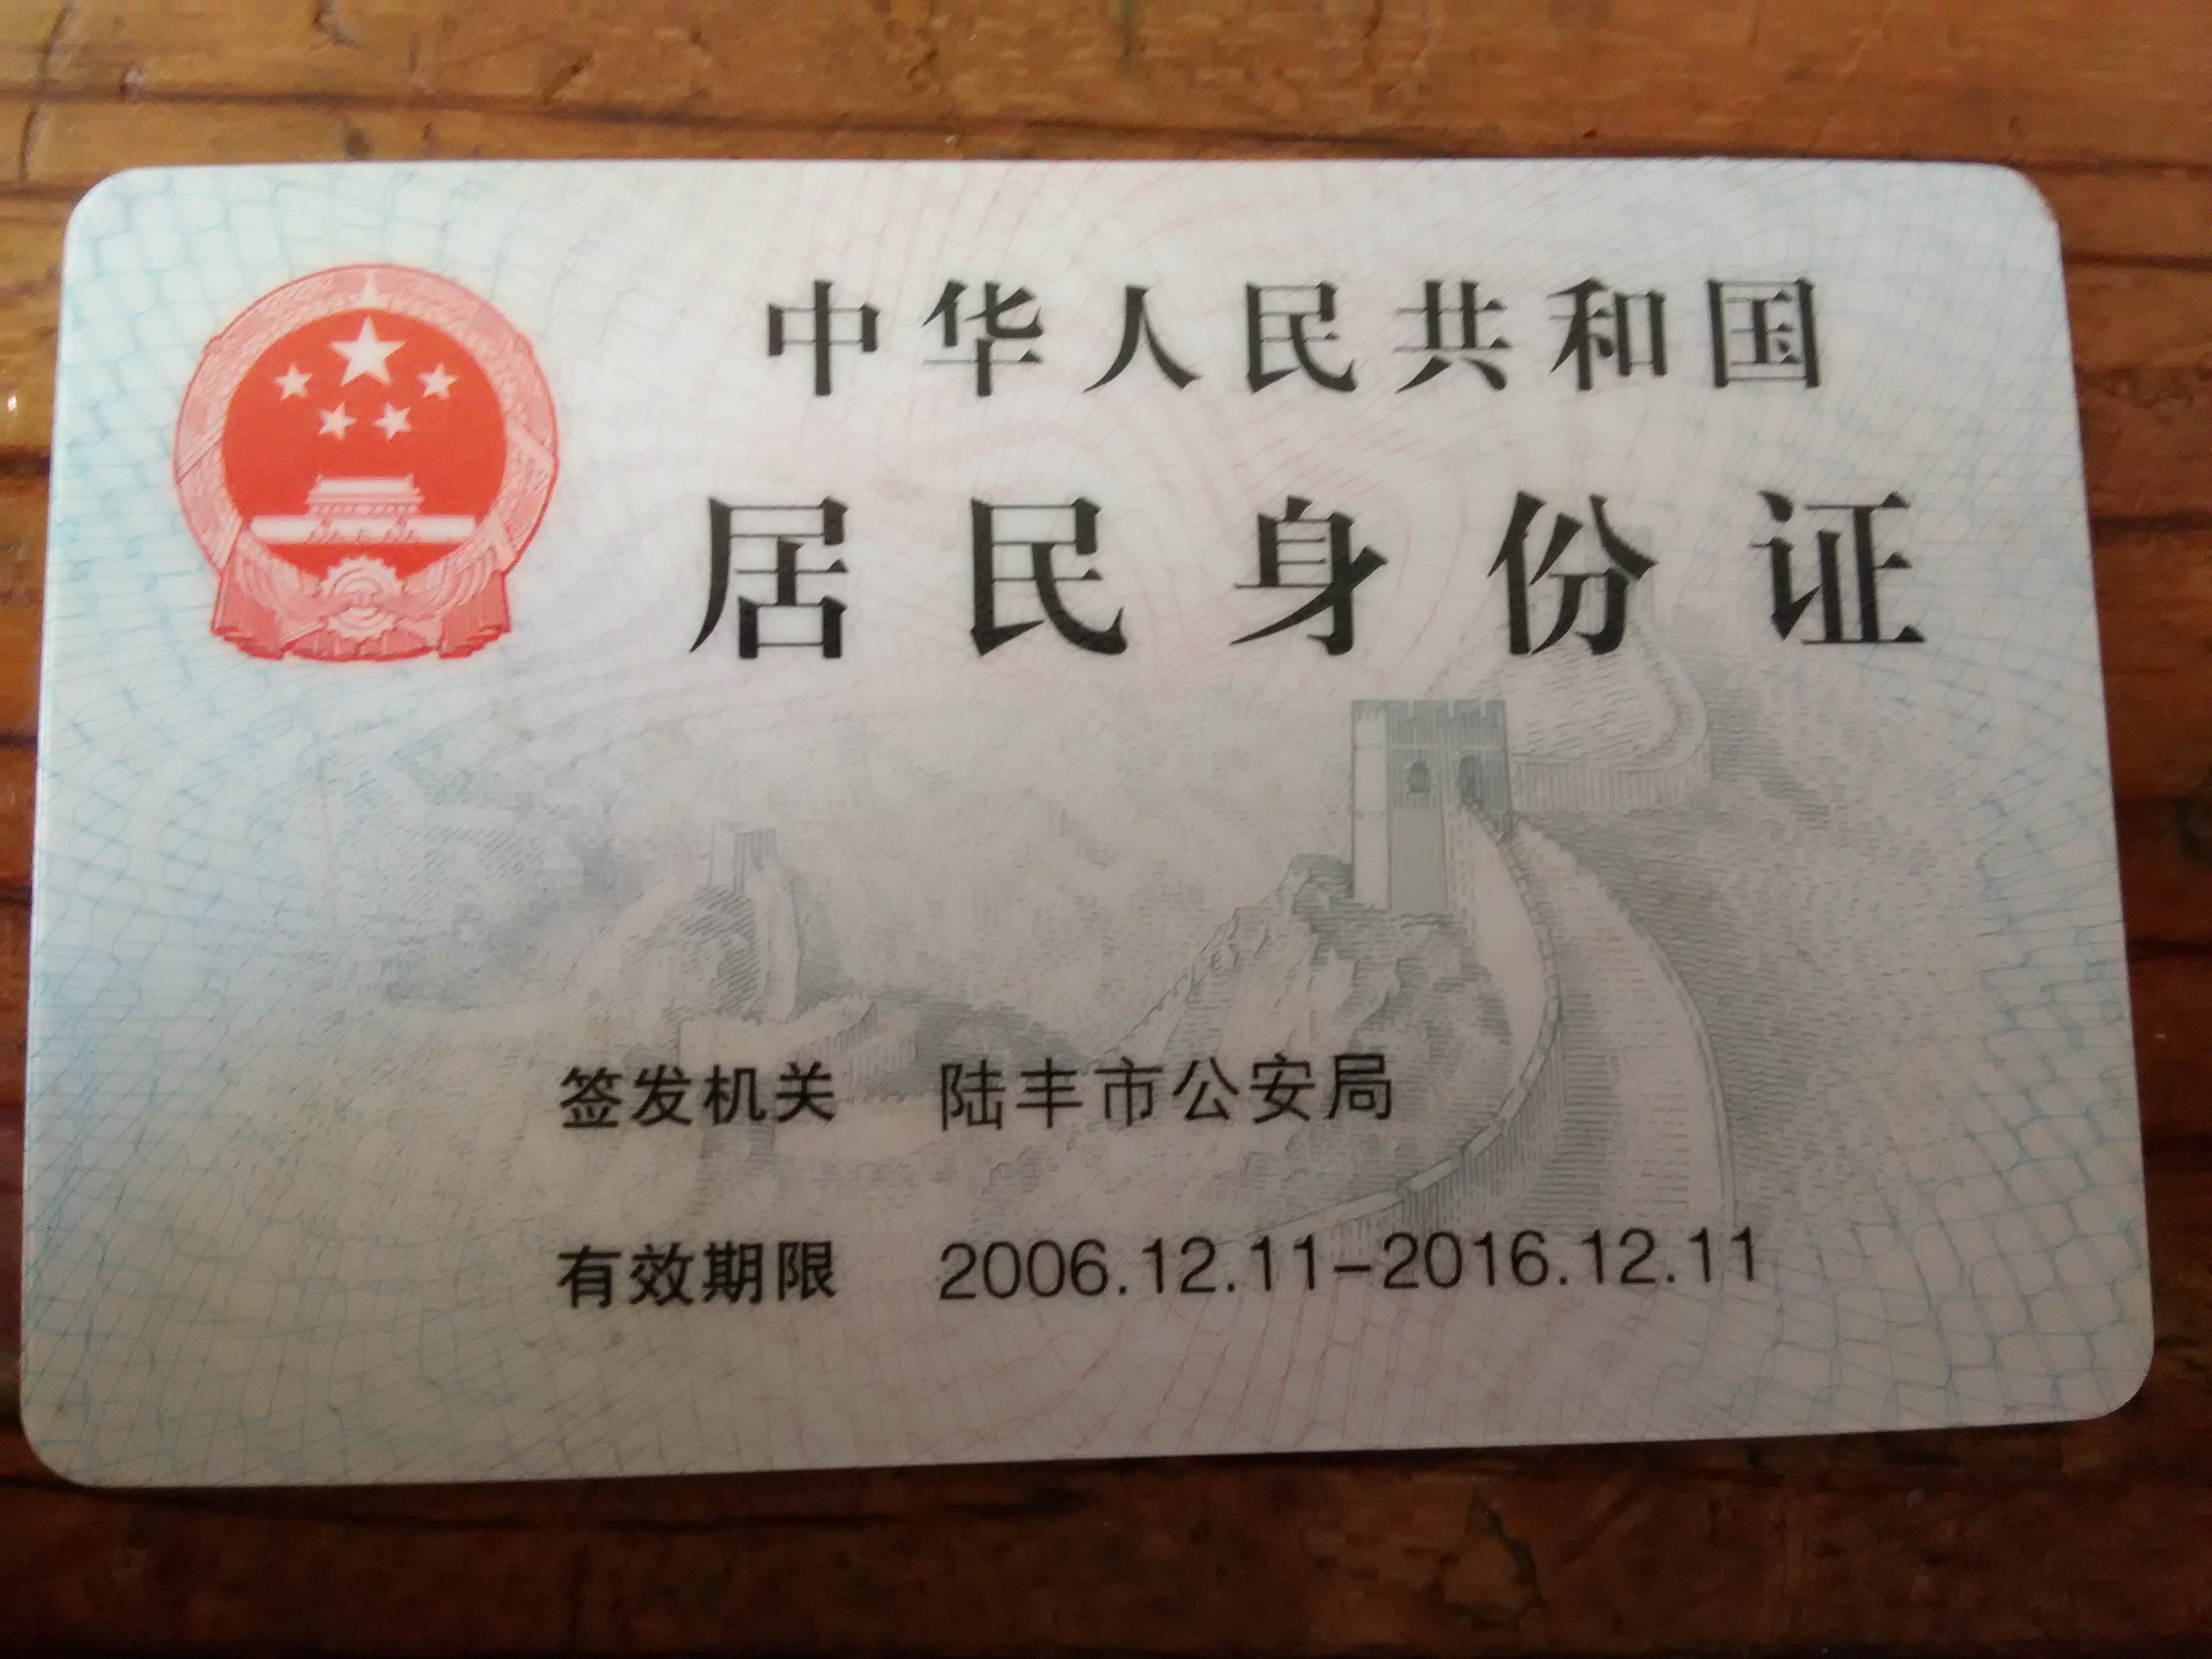 中华人民共和国
居民身份证
签发机关 陆丰市公安局
有效期限 2006.12.11-2016.12.11